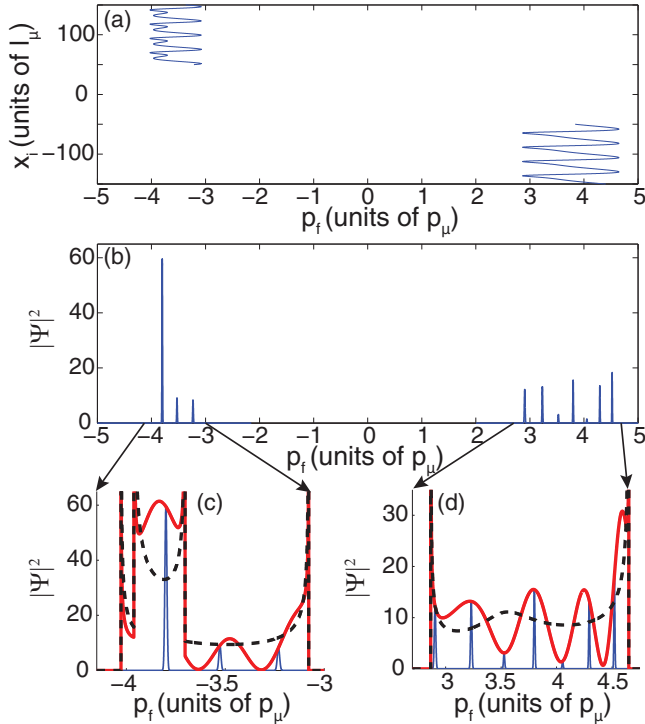 (a)
x_i (units of l_μ)
150
100
0
−100
−5 −4 −3 −2 −1 0 1 2 3 4 5
p_f (units of p_μ)
(b)
|Ψ|²
60
40
20
0
−5 −4 −3 −2 −1 0 1 2 3 4 5
p_f (units of p_μ)
(c)
|Ψ|²
60
40
20
0
−4 −3.5 −3
p_f (units of p_μ)
(d)
|Ψ|²
30
20
10
0
3 3.5 4 4.5
p_f (units of p_μ)